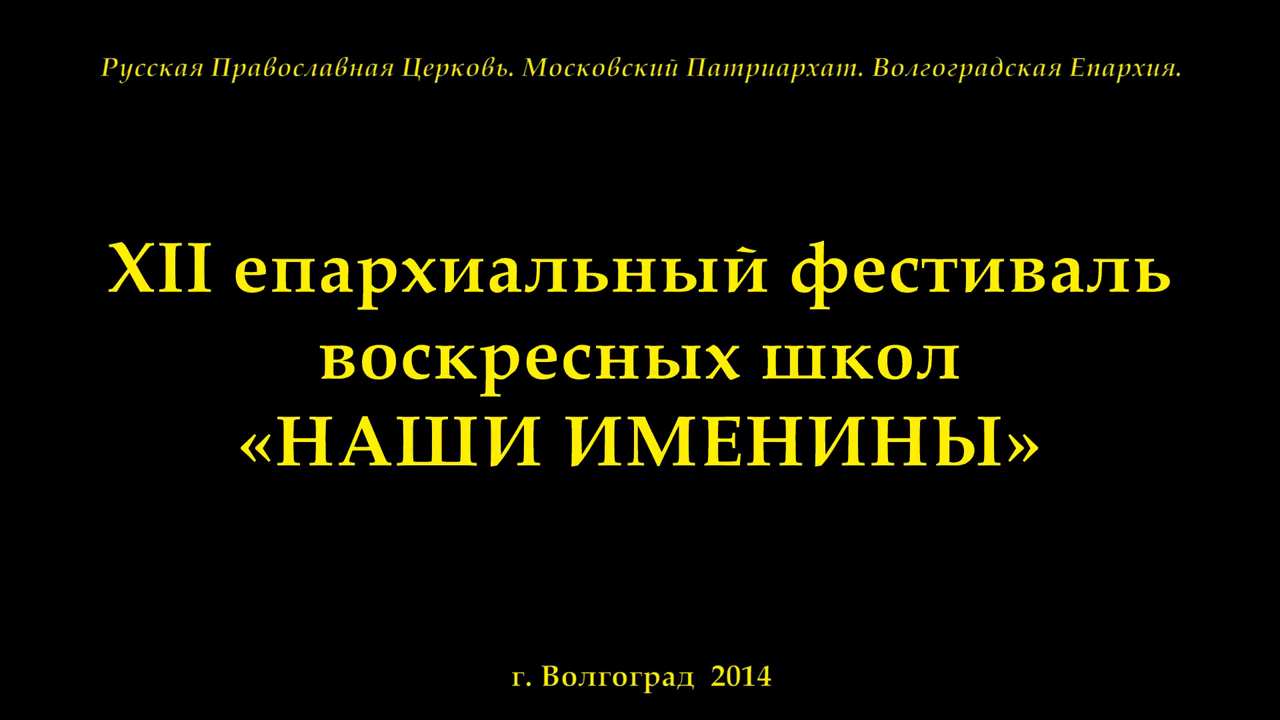 Русская Православная Церковь. Московский Патриархат. Волгоградская Епархия.
XII епархиальный фестиваль
воскресных школ
«НАШИ ИМЕНИНЫ»
г. Волгоград 2014